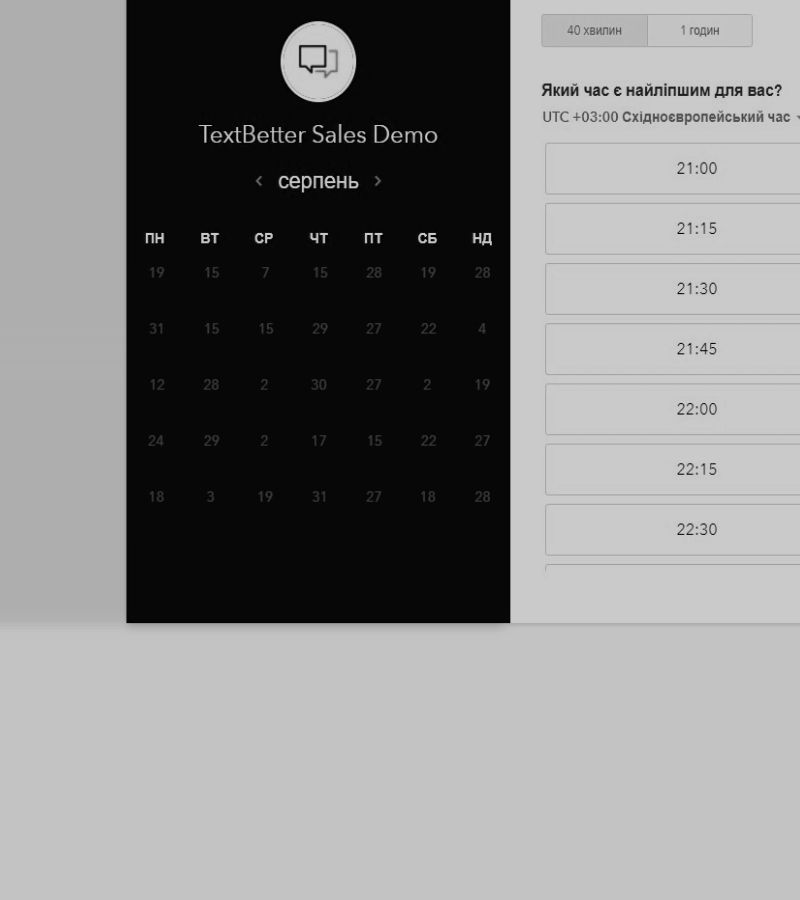 TextBetter Sales Demo
< серпень >
ПН ВТ СР ЧТ ПТ СБ НД
19 15 7 15 28 19 28
31 15 15 29 27 22 4
12 28 2 30 27 2 19
24 29 2 17 15 22 27
18 3 19 31 27 18 28
40 хвилин 1 годин
Який час є найліпшим для вас?
UTC +03:00 Східноєвропейський час
21:00
21:15
21:30
21:45
22:00
22:15
22:30